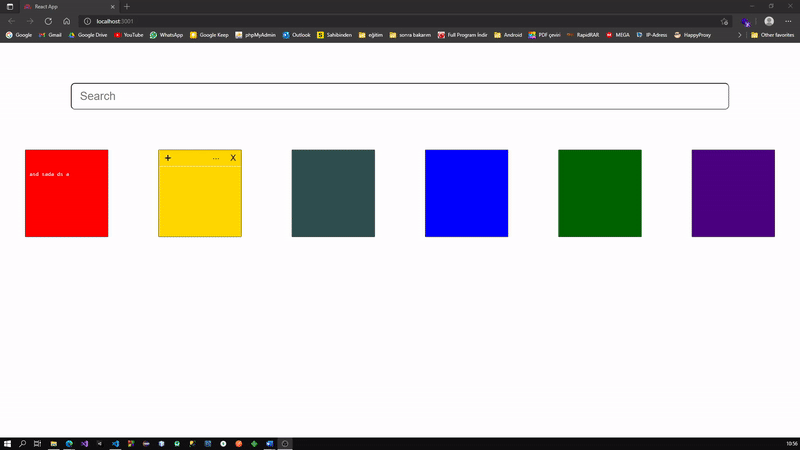 React App
localhost:3001
Google Gmail Google Drive YouTube WhatsApp Google Keep phpMyAdmin Outlook Sahibinden eğitim sonra bakarım Full Program İndir Android PDF çeviri RapidRAR MEGA IP-Adress HappyProxy Other favorites
Search
+ ... X
asd sada ds a
10:56